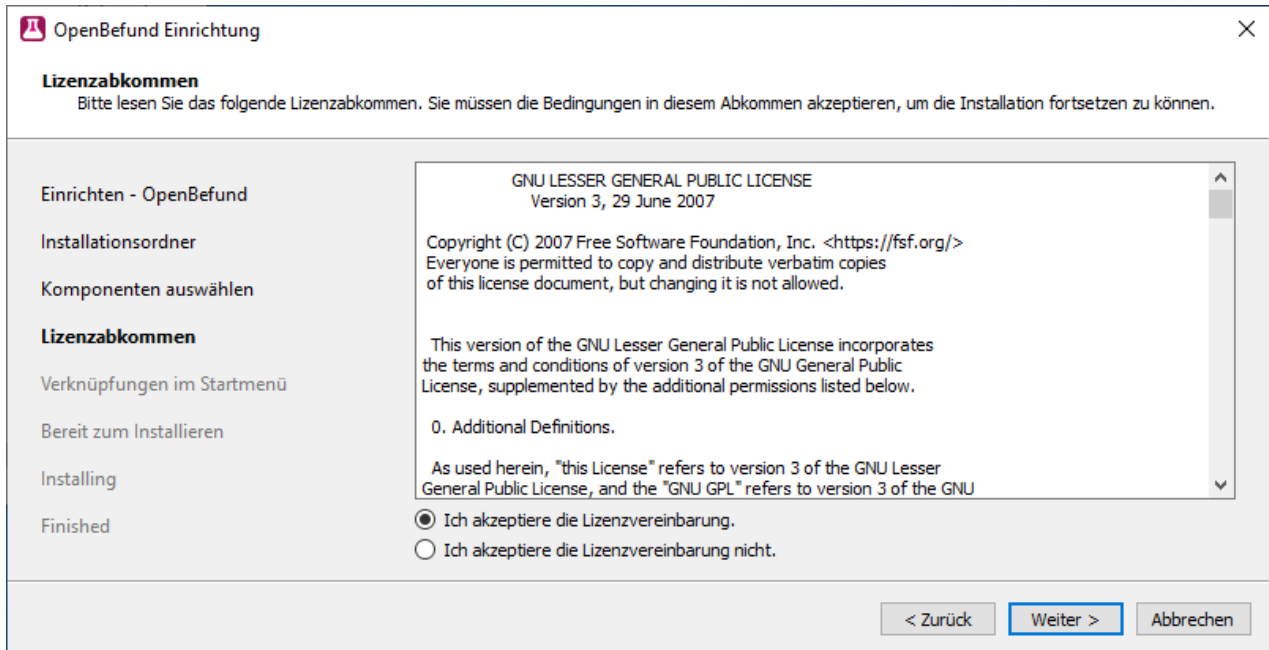 OpenBefund Einrichtung
Lizenzabkommen
Bitte lesen Sie das folgende Lizenzabkommen. Sie müssen die Bedingungen in diesem Abkommen akzeptieren, um die Installation fortsetzen zu können.
Einrichten - OpenBefund
Installationsordner
Komponenten auswählen
Lizenzabkommen
Verknüpfungen im Startmenü
Bereit zum Installieren
Installing
Finished
GNU LESSER GENERAL PUBLIC LICENSE
Version 3, 29 June 2007
Copyright (C) 2007 Free Software Foundation, Inc. <https://fsf.org/>
Everyone is permitted to copy and distribute verbatim copies
of this license document, but changing it is not allowed.
This version of the GNU Lesser General Public License incorporates
the terms and conditions of version 3 of the GNU General Public
License, supplemented by the additional permissions listed below.
0. Additional Definitions.
As used herein, "this License" refers to version 3 of the GNU Lesser
General Public License, and the "GNU GPL" refers to version 3 of the GNU
Ich akzeptiere die Lizenzvereinbarung.
Ich akzeptiere die Lizenzvereinbarung nicht.
< Zurück
Weiter >
Abbrechen